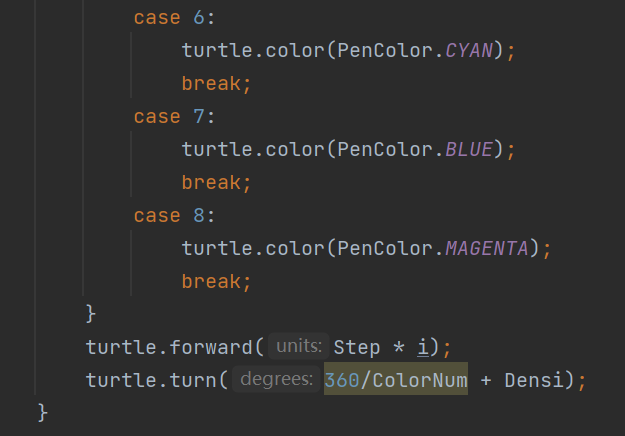 case 6:
turtle.color(PenColor.CYAN);
break;
case 7:
turtle.color(PenColor.BLUE);
break;
case 8:
turtle.color(PenColor.MAGENTA);
break;
}
turtle.forward( units: Step * i);
turtle.turn( degrees: 360/ColorNum + Densi);
}